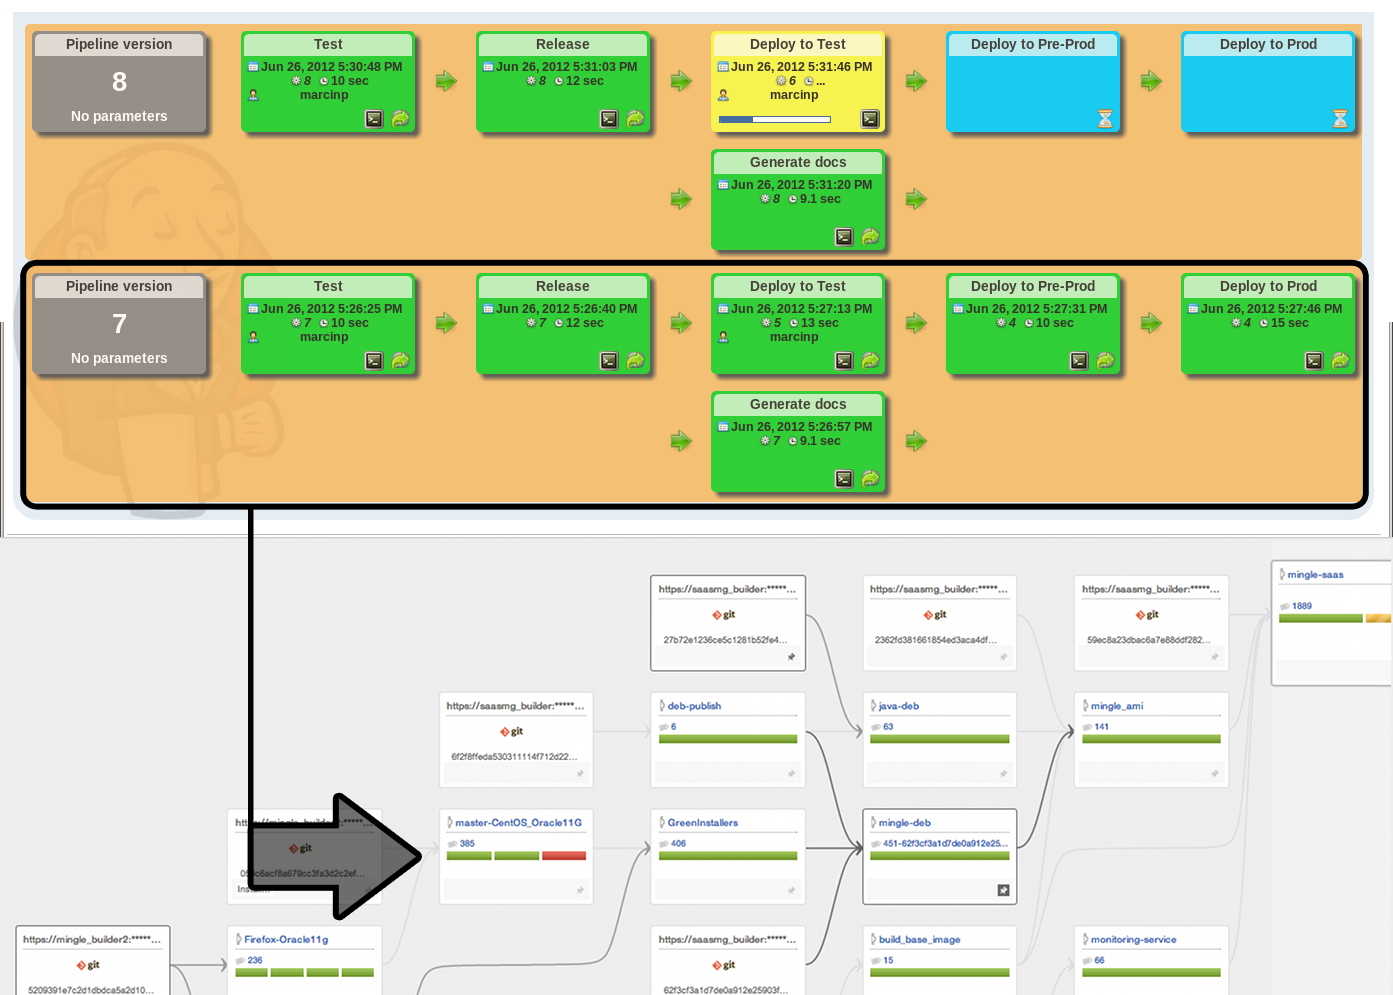 Pipeline version
8
No parameters
Test
Jun 26, 2012 5:30:48 PM
8 10 sec
marcinp
Release
Jun 26, 2012 5:31:03 PM
8 12 sec
Deploy to Test
Jun 26, 2012 5:31:46 PM
6 ...
marcinp
Deploy to Pre-Prod
Deploy to Prod
Generate docs
Jun 26, 2012 5:31:20 PM
8 9.1 sec
Pipeline version
7
No parameters
Test
Jun 26, 2012 5:26:25 PM
7 10 sec
marcinp
Release
Jun 26, 2012 5:26:40 PM
7 12 sec
Deploy to Test
Jun 26, 2012 5:27:13 PM
5 13 sec
marcinp
Deploy to Pre-Prod
Jun 26, 2012 5:27:31 PM
4 10 sec
Deploy to Prod
Jun 26, 2012 5:27:46 PM
4 15 sec
Generate docs
Jun 26, 2012 5:26:57 PM
7 9.1 sec
https://saasmg_builder:*****...
git
27b72e1236ce5c1281b52fe4...
https://saasmg_builder:*****...
git
2362fd381661854ed3aca4df...
https://saasmg_builder:*****...
git
59ec8a23dbac6a7e88ddf282...
mingle-saas
1889
https://saasmg_builder:*****...
git
6f2f8ffeda530311114f712d22...
deb-publish
6
java-deb
63
mingle_ami
141
git
master-CentOS_Oracle11G
385
GreenInstallers
406
mingle-deb
451-62f3cf3a1d7de0a912e25...
https://mingle_builder2:*****...
git
5209391e7c2d1dbdca5a2d10...
Firefox-Oracle11g
236
https://saasmg_builder:*****...
git
62f3cf3a1d7de0a912e25903f...
build_base_image
15
monitoring-service
66